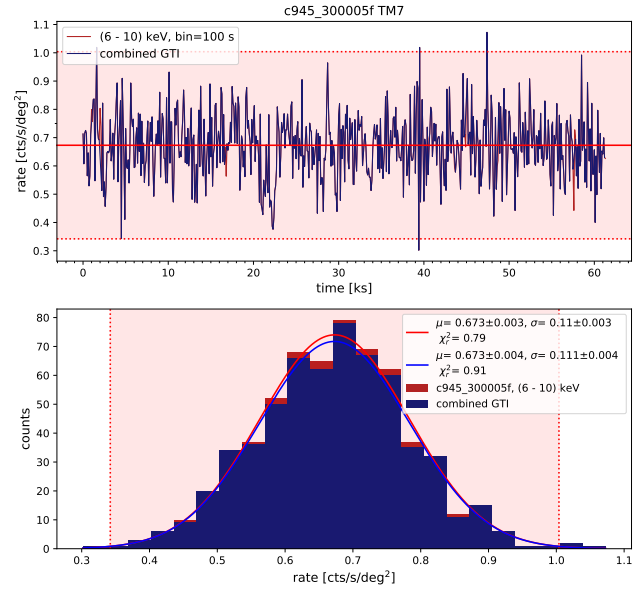 c945_300005f TM7
1.1
1.0
0.9
0.8
0.7
0.6
0.5
0.4
0.3
rate [cts/s/deg²]
(6 - 10) keV, bin=100 s
combined GTI
0 10 20 30 40 50 60
time [ks]
80
70
60
50
40
30
20
10
0
counts
μ= 0.673±0.003, σ= 0.11±0.003
χ²ᵣ= 0.79
μ= 0.673±0.004, σ= 0.111±0.004
χ²ᵣ= 0.91
c945_300005f, (6 - 10) keV
combined GTI
0.3 0.4 0.5 0.6 0.7 0.8 0.9 1.0 1.1
rate [cts/s/deg²]